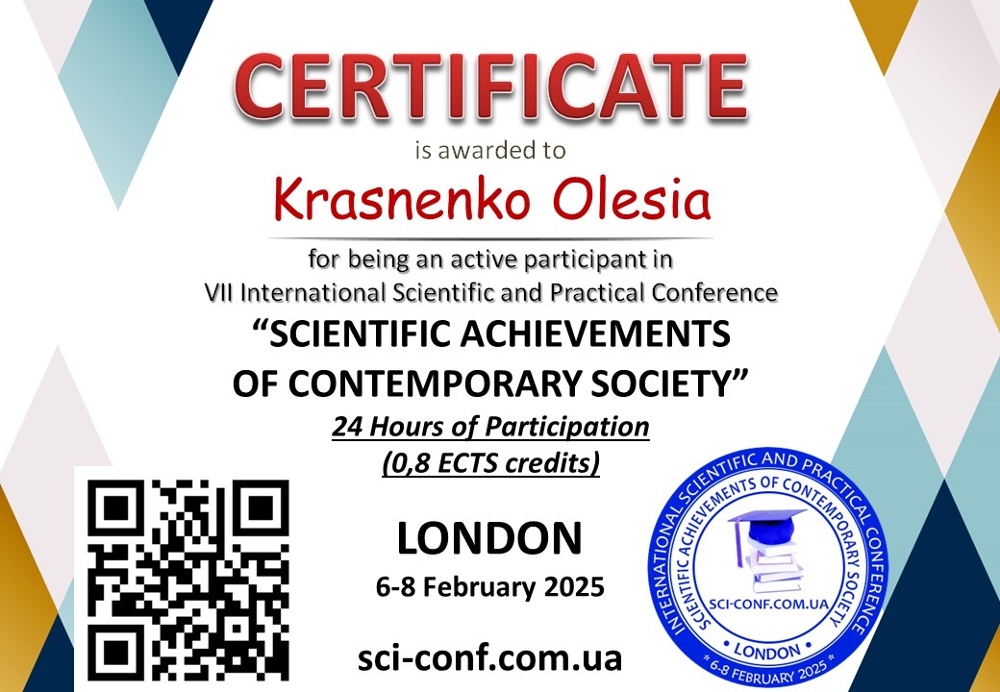 CERTIFICATE
is awarded to
Krasnenko Olesia
for being an active participant in
VII International Scientific and Practical Conference
“SCIENTIFIC ACHIEVEMENTS
OF CONTEMPORARY SOCIETY”
24 Hours of Participation
(0,8 ECTS credits)
LONDON
6-8 February 2025
sci-conf.com.ua
INTERNATIONAL SCIENTIFIC AND PRACTICAL CONFERENCE
SCIENTIFIC ACHIEVEMENTS OF CONTEMPORARY SOCIETY
SCI-CONF.COM.UA
• LONDON •
* 6-8 FEBRUARY 2025 *